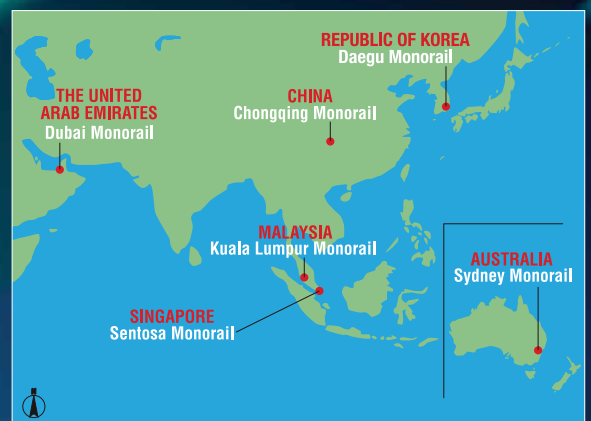 REPUBLIC OF KOREA
Daegu Monorail
THE UNITED
ARAB EMIRATES
Dubai Monorail
CHINA
Chongqing Monorail
MALAYSIA
Kuala Lumpur Monorail
AUSTRALIA
Sydney Monorail
SINGAPORE
Sentosa Monorail